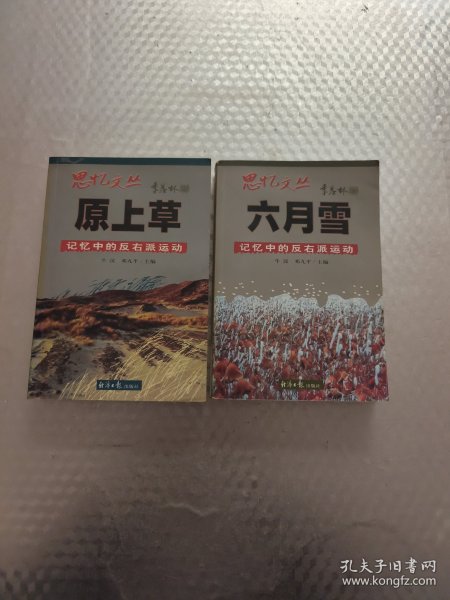 思忆文丛
季羡林
原上草
记忆中的反右派运动
牛汉 邓九平·主编
经济日报出版社
思忆文丛
季羡林
六月雪
记忆中的反右派运动
牛汉 邓九平·主编
经济日报出版社
孔夫子旧书网
www.kongfz.com